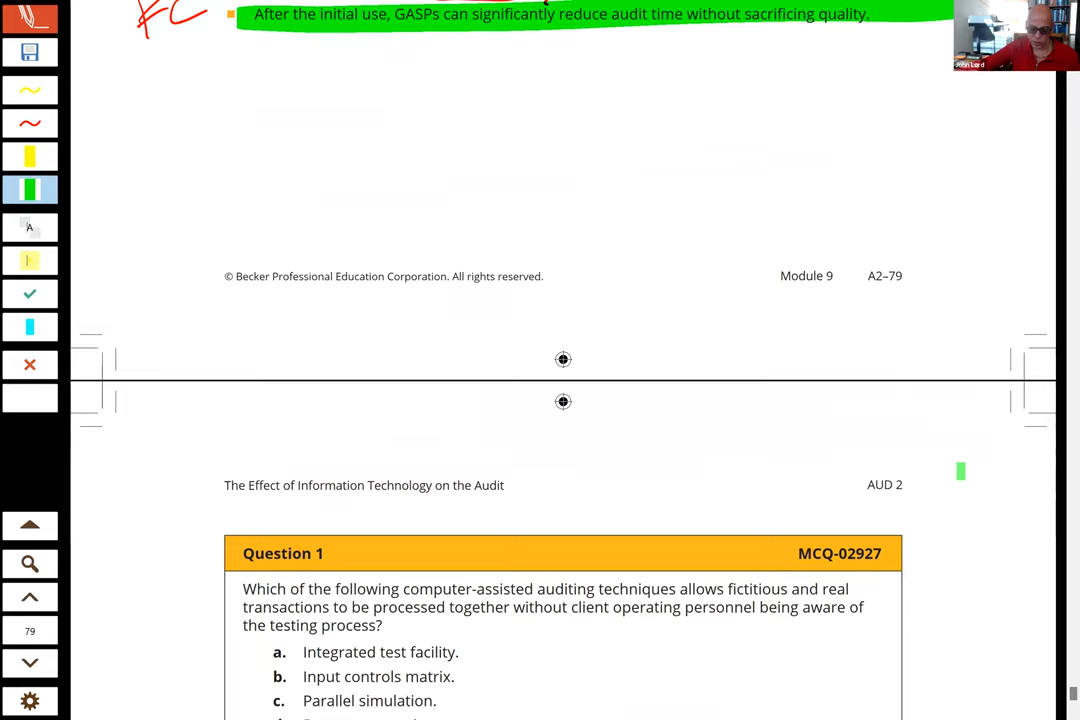 After the initial use, GASPs can significantly reduce audit time without sacrificing quality.
John Lord
A
© Becker Professional Education Corporation. All rights reserved.
Module 9 A2–79
The Effect of Information Technology on the Audit
AUD 2
Question 1
MCQ-02927
Which of the following computer-assisted auditing techniques allows fictitious and real
transactions to be processed together without client operating personnel being aware of
the testing process?
a. Integrated test facility.
b. Input controls matrix.
c. Parallel simulation.
79